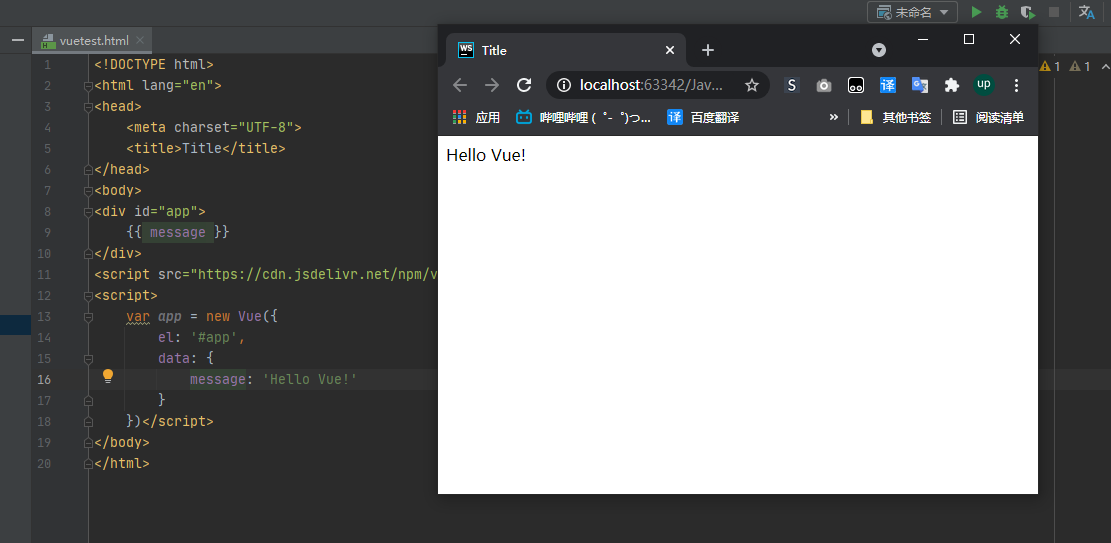 未命名
vuetest.html
1 <!DOCTYPE html>
2 <html lang="en">
3 <head>
4 <meta charset="UTF-8">
5 <title>Title</title>
6 </head>
7 <body>
8 <div id="app">
9 {{ message }}
10 </div>
11 <script src="https://cdn.jsdelivr.net/npm/v
12 <script>
13 var app = new Vue({
14 el: '#app',
15 data: {
16 message: 'Hello Vue!'
17 }
18 })</script>
19 </body>
20 </html>
1 1
WS Title
localhost:63342/Jav...
S 译 G up
应用 哔哩哔哩 (゜-゜)つ... 译 百度翻译 » 其他书签 阅读清单
Hello Vue!